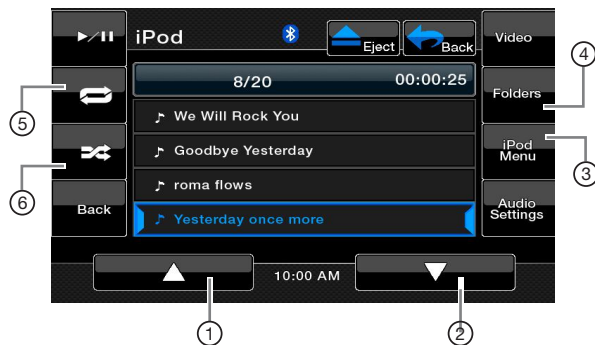 iPod
Eject
Back
Video
8/20
00:00:25
Folders
④
⑤
We Will Rock You
Goodbye Yesterday
iPod
Menu
③
⑥
roma flows
Back
Yesterday once more
Audio
Settings
10:00 AM
①
②